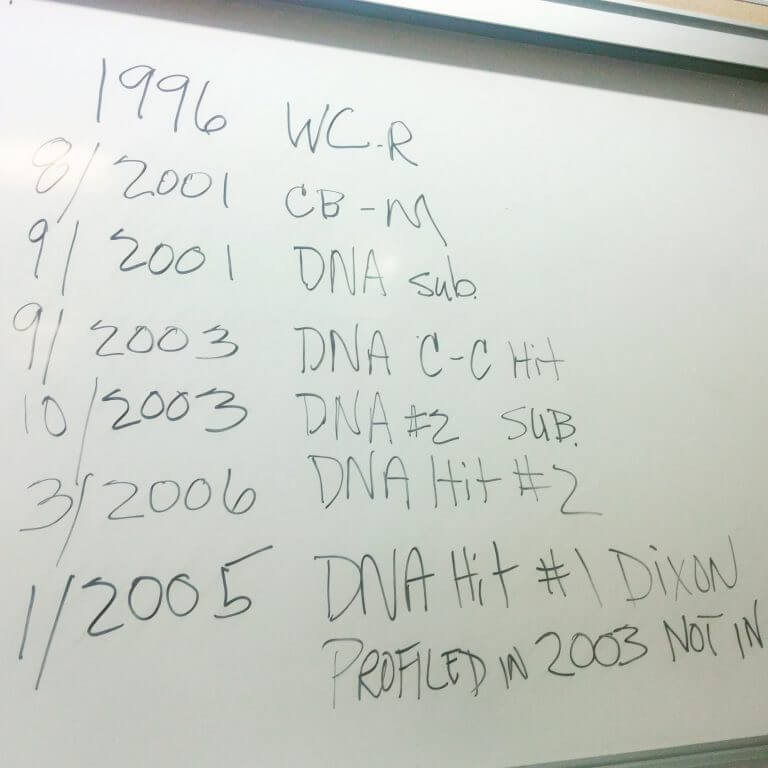 1996 WC-R
8/2001 CB-M
9/2001 DNA sub.
9/2003 DNA C-C Hit
10/2003 DNA #2 SUB.
3/2006 DNA Hit #2
1/2005 DNA Hit #1 DixON
PROFILED IN 2003 NOT IN